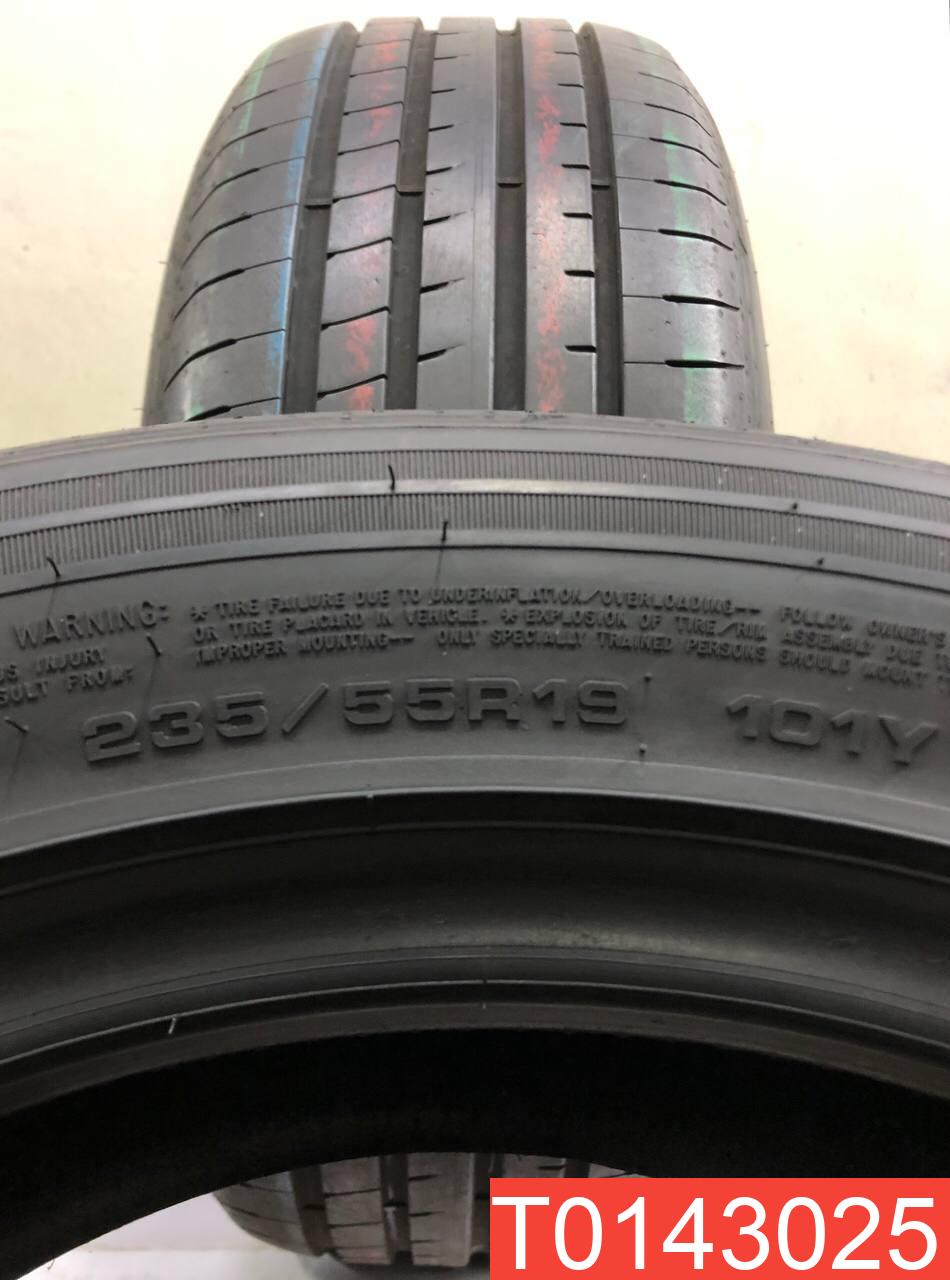 WARNING: * TIRE FAILURE DUE TO UNDERINFLATION/OVERLOADING-- FOLLOW OWNER'S
OR TIRE PLACARD IN VEHICLE. * EXPLOSION OF TIRE/RIM ASSEMBLY DUE TO
US INJURY IMPROPER MOUNTING-- ONLY SPECIALLY TRAINED PERSONS SHOULD MOUNT T
SULT FROM:
235/55R19 101Y
T0143025